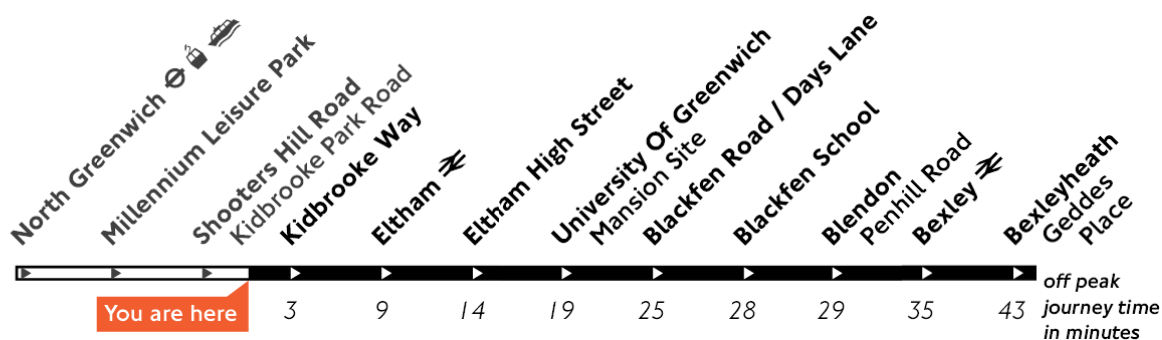 North Greenwich
Millennium Leisure Park
Shooters Hill Road
Kidbrooke Park Road
Kidbrooke Way
Eltham
Eltham High Street
University Of Greenwich
Mansion Site
Blackfen Road / Days Lane
Blackfen School
Blendon
Penhill Road
Bexley
Bexleyheath
Geddes
Place
You are here
3
9
14
19
25
28
29
35
43
off peak
journey time
in minutes